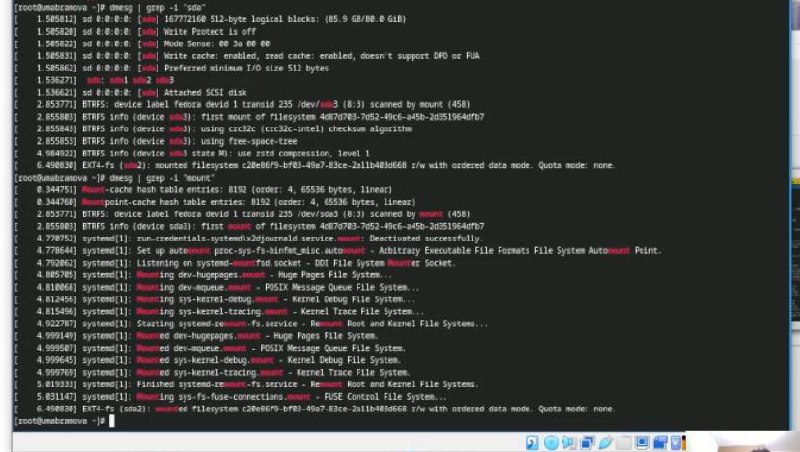 [root@umabramova ~]# dmesg | grep -i "sda"
[    1.505812] sd 0:0:0:0: [sda] 167772160 512-byte logical blocks: (85.9 GB/80.0 GiB)
[    1.505820] sd 0:0:0:0: [sda] Write Protect is off
[    1.505822] sd 0:0:0:0: [sda] Mode Sense: 00 3a 00 00
[    1.505831] sd 0:0:0:0: [sda] Write cache: enabled, read cache: enabled, doesn't support DPO or FUA
[    1.505862] sd 0:0:0:0: [sda] Preferred minimum I/O size 512 bytes
[    1.536271]  sda: sda1 sda2 sda3
[    1.536621] sd 0:0:0:0: [sda] Attached SCSI disk
[    2.853771] BTRFS: device label fedora devid 1 transid 235 /dev/sda3 (8:3) scanned by mount (458)
[    2.855803] BTRFS info (device sda3): first mount of filesystem 4d87d703-7d52-49c6-a45b-2d351964dfb7
[    2.855843] BTRFS info (device sda3): using crc32c (crc32c-intel) checksum algorithm
[    2.855853] BTRFS info (device sda3): using free-space-tree
[    4.984922] BTRFS info (device sda3 state M): use zstd compression, level 1
[    6.490830] EXT4-fs (sda2): mounted filesystem c20e86f9-bf03-49a7-83ce-2a11b403d668 r/w with ordered data mode. Quota mode: none.
[root@umabramova ~]# dmesg | grep -i "mount"
[    0.344751] Mount-cache hash table entries: 8192 (order: 4, 65536 bytes, linear)
[    0.344760] Mountpoint-cache hash table entries: 8192 (order: 4, 65536 bytes, linear)
[    2.853771] BTRFS: device label fedora devid 1 transid 235 /dev/sda3 (8:3) scanned by mount (458)
[    2.855803] BTRFS info (device sda3): first mount of filesystem 4d87d703-7d52-49c6-a45b-2d351964dfb7
[    4.770752] systemd[1]: run-credentials-systemd\x2djournald.service.mount: Deactivated successfully.
[    4.778644] systemd[1]: Set up automount proc-sys-fs-binfmt_misc.automount - Arbitrary Executable File Formats File System Automount Point.
[    4.792062] systemd[1]: Listening on systemd-mountfsd.socket - DDI File System Mounter Socket.
[    4.805705] systemd[1]: Mounting dev-hugepages.mount - Huge Pages File System...
[    4.810068] systemd[1]: Mounting dev-mqueue.mount - POSIX Message Queue File System...
[    4.812456] systemd[1]: Mounting sys-kernel-debug.mount - Kernel Debug File System...
[    4.815496] systemd[1]: Mounting sys-kernel-tracing.mount - Kernel Trace File System...
[    4.922787] systemd[1]: Starting systemd-remount-fs.service - Remount Root and Kernel File Systems...
[    4.999149] systemd[1]: Mounted dev-hugepages.mount - Huge Pages File System.
[    4.999507] systemd[1]: Mounted dev-mqueue.mount - POSIX Message Queue File System.
[    4.999645] systemd[1]: Mounted sys-kernel-debug.mount - Kernel Debug File System.
[    4.999769] systemd[1]: Mounted sys-kernel-tracing.mount - Kernel Trace File System.
[    5.019333] systemd[1]: Finished systemd-remount-fs.service - Remount Root and Kernel File Systems.
[    5.031147] systemd[1]: Mounting sys-fs-fuse-connections.mount - FUSE Control File System...
[    6.490830] EXT4-fs (sda2): mounted filesystem c20e86f9-bf03-49a7-83ce-2a11b403d668 r/w with ordered data mode. Quota mode: none.
[root@umabramova ~]#